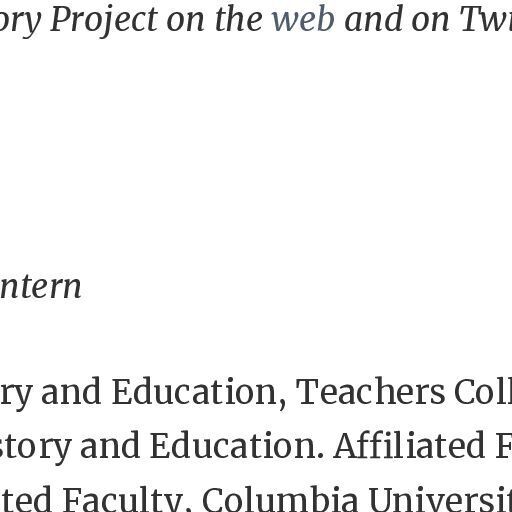 ory Project on the web and on Twi
ntern
ry and Education, Teachers Coll
story and Education. Affiliated F
ted Faculty, Columbia Universit